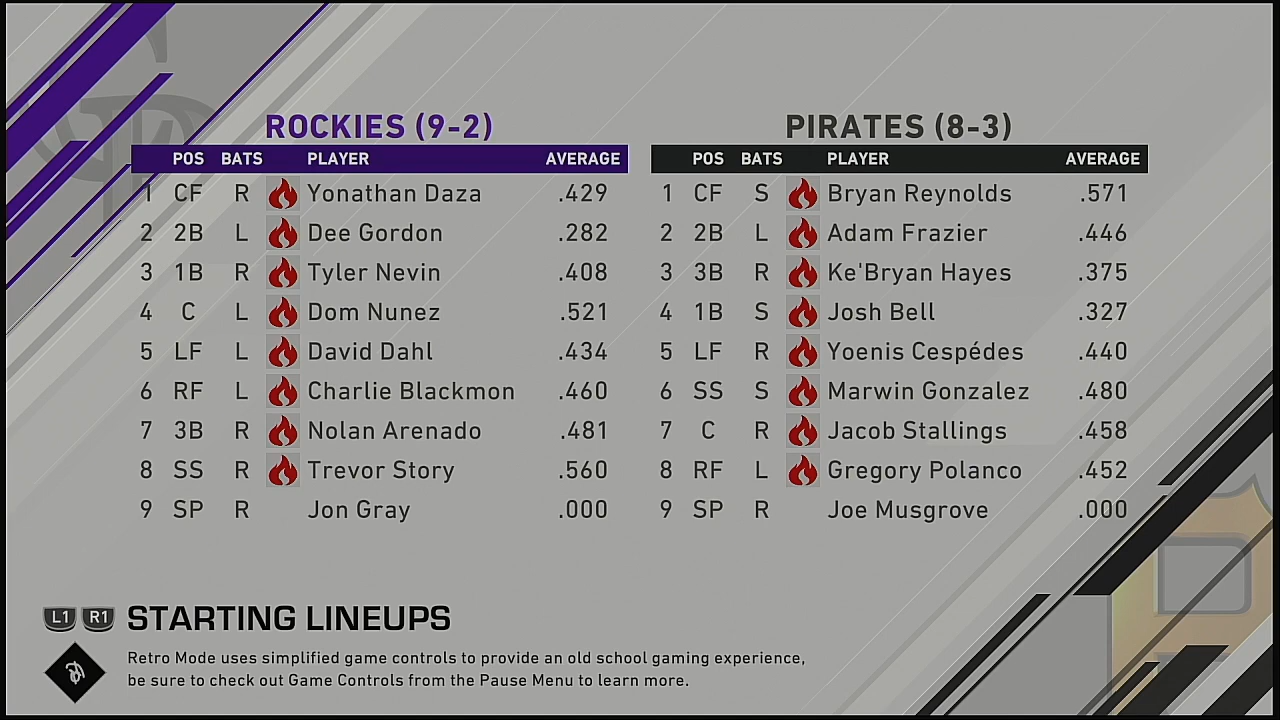 ROCKIES (9-2)
POS BATS PLAYER AVERAGE
1 CF R Yonathan Daza .429
2 2B L Dee Gordon .282
3 1B R Tyler Nevin .408
4 C L Dom Nunez .521
5 LF L David Dahl .434
6 RF L Charlie Blackmon .460
7 3B R Nolan Arenado .481
8 SS R Trevor Story .560
9 SP R Jon Gray .000
PIRATES (8-3)
POS BATS PLAYER AVERAGE
1 CF S Bryan Reynolds .571
2 2B L Adam Frazier .446
3 3B R Ke'Bryan Hayes .375
4 1B S Josh Bell .327
5 LF R Yoenis Cespédes .440
6 SS S Marwin Gonzalez .480
7 C R Jacob Stallings .458
8 RF L Gregory Polanco .452
9 SP R Joe Musgrove .000
L1 R1 STARTING LINEUPS
Retro Mode uses simplified game controls to provide an old school gaming experience,
be sure to check out Game Controls from the Pause Menu to learn more.